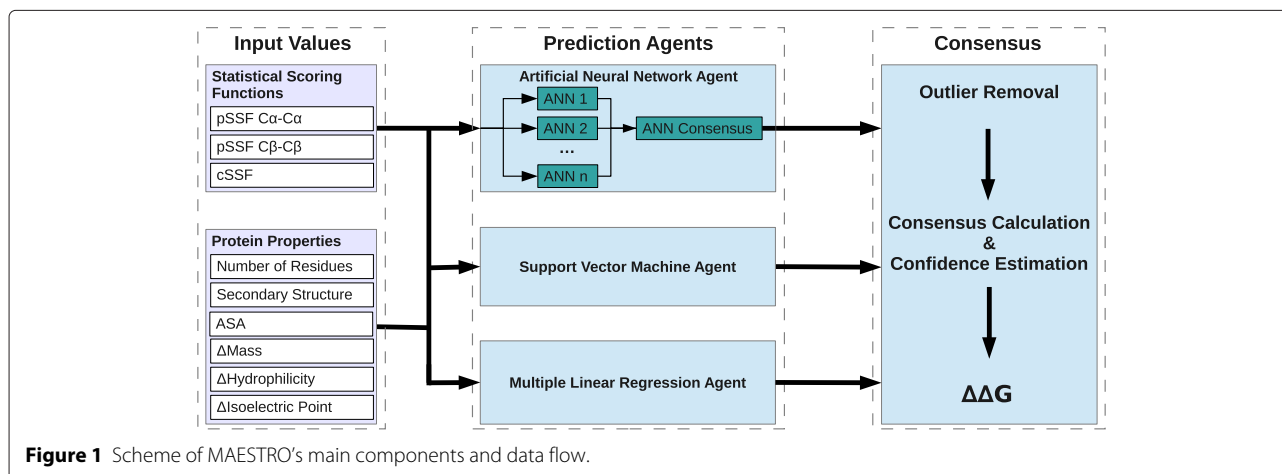 Input Values
Statistical Scoring
Functions
pSSF Cα-Cα
pSSF Cβ-Cβ
cSSF
Protein Properties
Number of Residues
Secondary Structure
ASA
ΔMass
ΔHydrophilicity
ΔIsoelectric Point
Prediction Agents
Artificial Neural Network Agent
ANN 1
ANN 2
...
ANN n
ANN Consensus
Support Vector Machine Agent
Multiple Linear Regression Agent
Consensus
Outlier Removal
Consensus Calculation
&
Confidence Estimation
ΔΔG
Figure 1 Scheme of MAESTRO's main components and data flow.